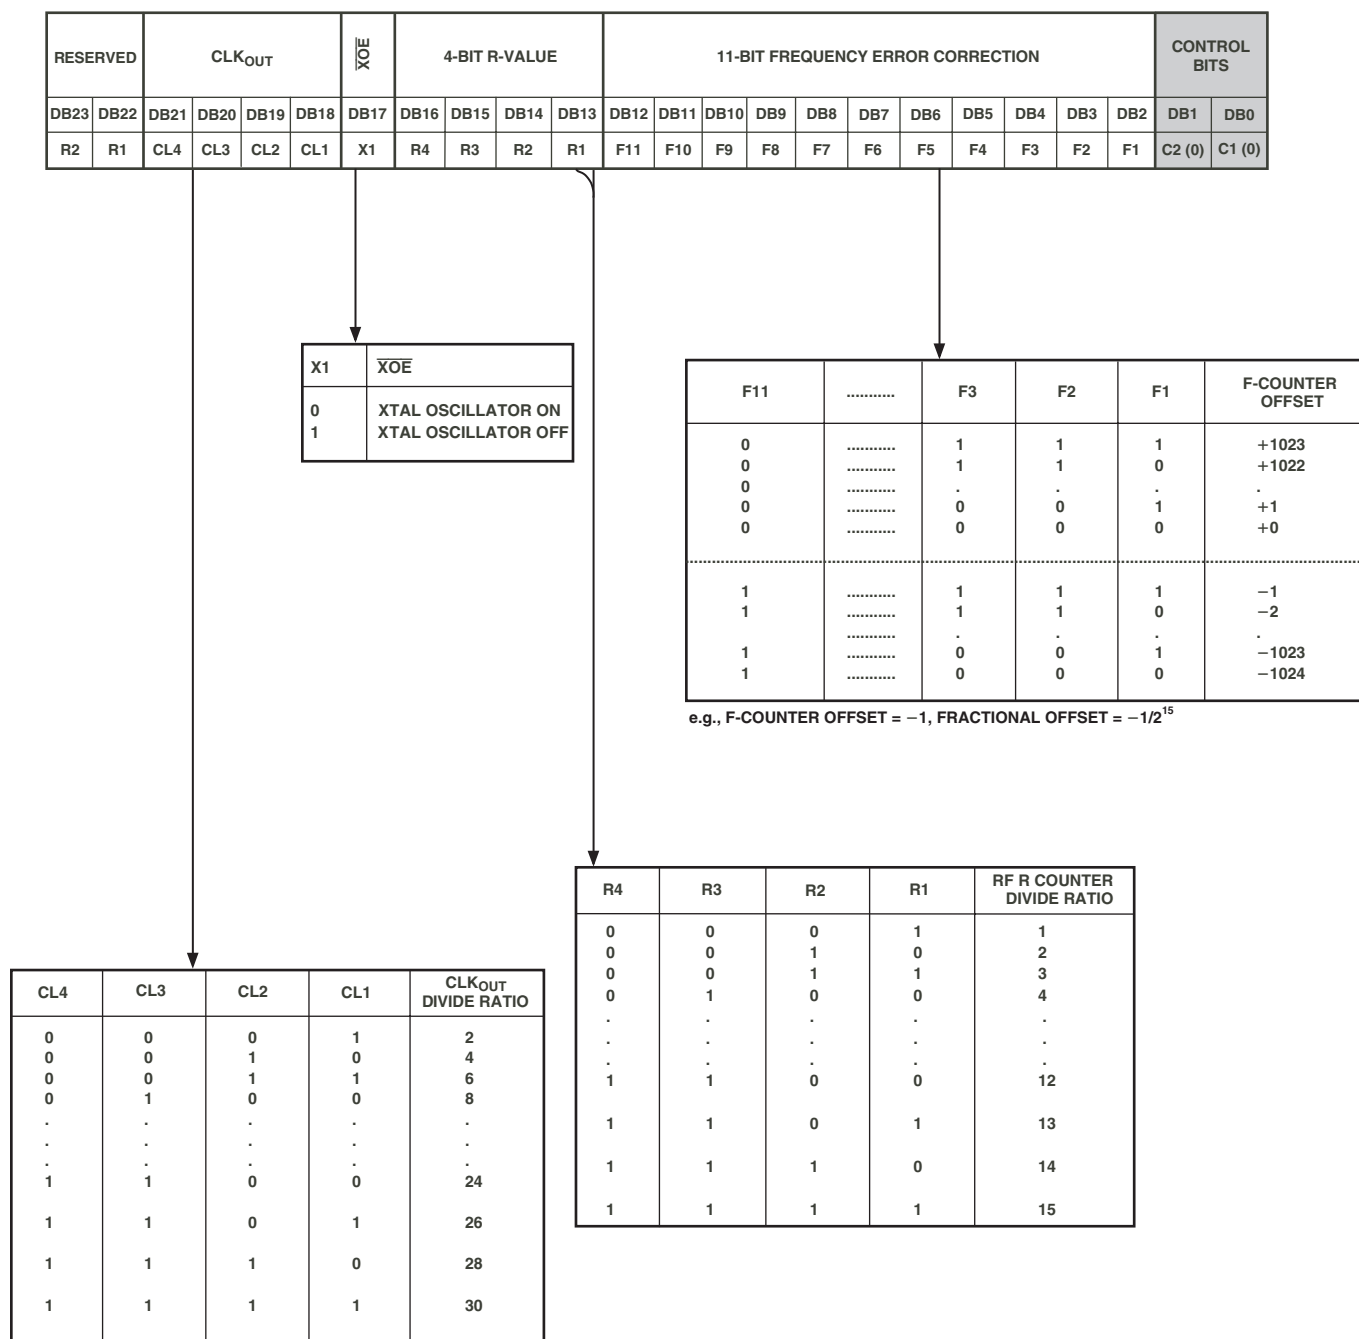 RESERVED CLKOUT XOE 4-BIT R-VALUE 11-BIT FREQUENCY ERROR CORRECTION CONTROL BITS
DB23 DB22 DB21 DB20 DB19 DB18 DB17 DB16 DB15 DB14 DB13 DB12 DB11 DB10 DB9 DB8 DB7 DB6 DB5 DB4 DB3 DB2 DB1 DB0
R2 R1 CL4 CL3 CL2 CL1 X1 R4 R3 R2 R1 F11 F10 F9 F8 F7 F6 F5 F4 F3 F2 F1 C2 (0) C1 (0)
X1 XOE
0 XTAL OSCILLATOR ON
1 XTAL OSCILLATOR OFF
F11 ........... F3 F2 F1 F-COUNTER OFFSET
0 ........... 1 1 1 +1023
0 ........... 1 1 0 +1022
0 ........... . . . .
0 ........... 0 0 1 +1
0 ........... 0 0 0 +0
1 ........... 1 1 1 −1
1 ........... 1 1 0 −2
........... . . . .
1 ........... 0 0 1 −1023
1 ........... 0 0 0 −1024
e.g., F-COUNTER OFFSET = −1, FRACTIONAL OFFSET = −1/2^15
R4 R3 R2 R1 RF R COUNTER DIVIDE RATIO
0 0 0 1 1
0 0 1 0 2
0 0 1 1 3
0 1 0 0 4
. . . . .
. . . . .
. . . . .
1 1 0 0 12
1 1 0 1 13
1 1 1 0 14
1 1 1 1 15
CL4 CL3 CL2 CL1 CLKOUT DIVIDE RATIO
0 0 0 1 2
0 0 1 0 4
0 0 1 1 6
0 1 0 0 8
. . . . .
. . . . .
. . . . .
1 1 0 0 24
1 1 0 1 26
1 1 1 0 28
1 1 1 1 30